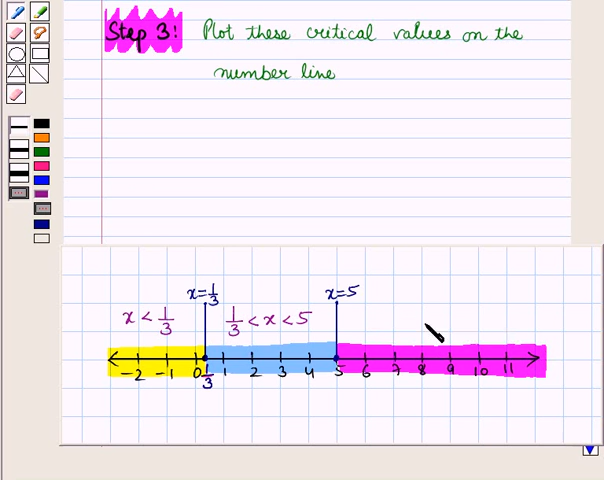 Step 3: Plot these critical values on the
number line
x=1/3
x=5
x < 1/3
1/3 < x < 5
-2 -1 0 1/3 1 2 3 4 5 6 7 8 9 10 11